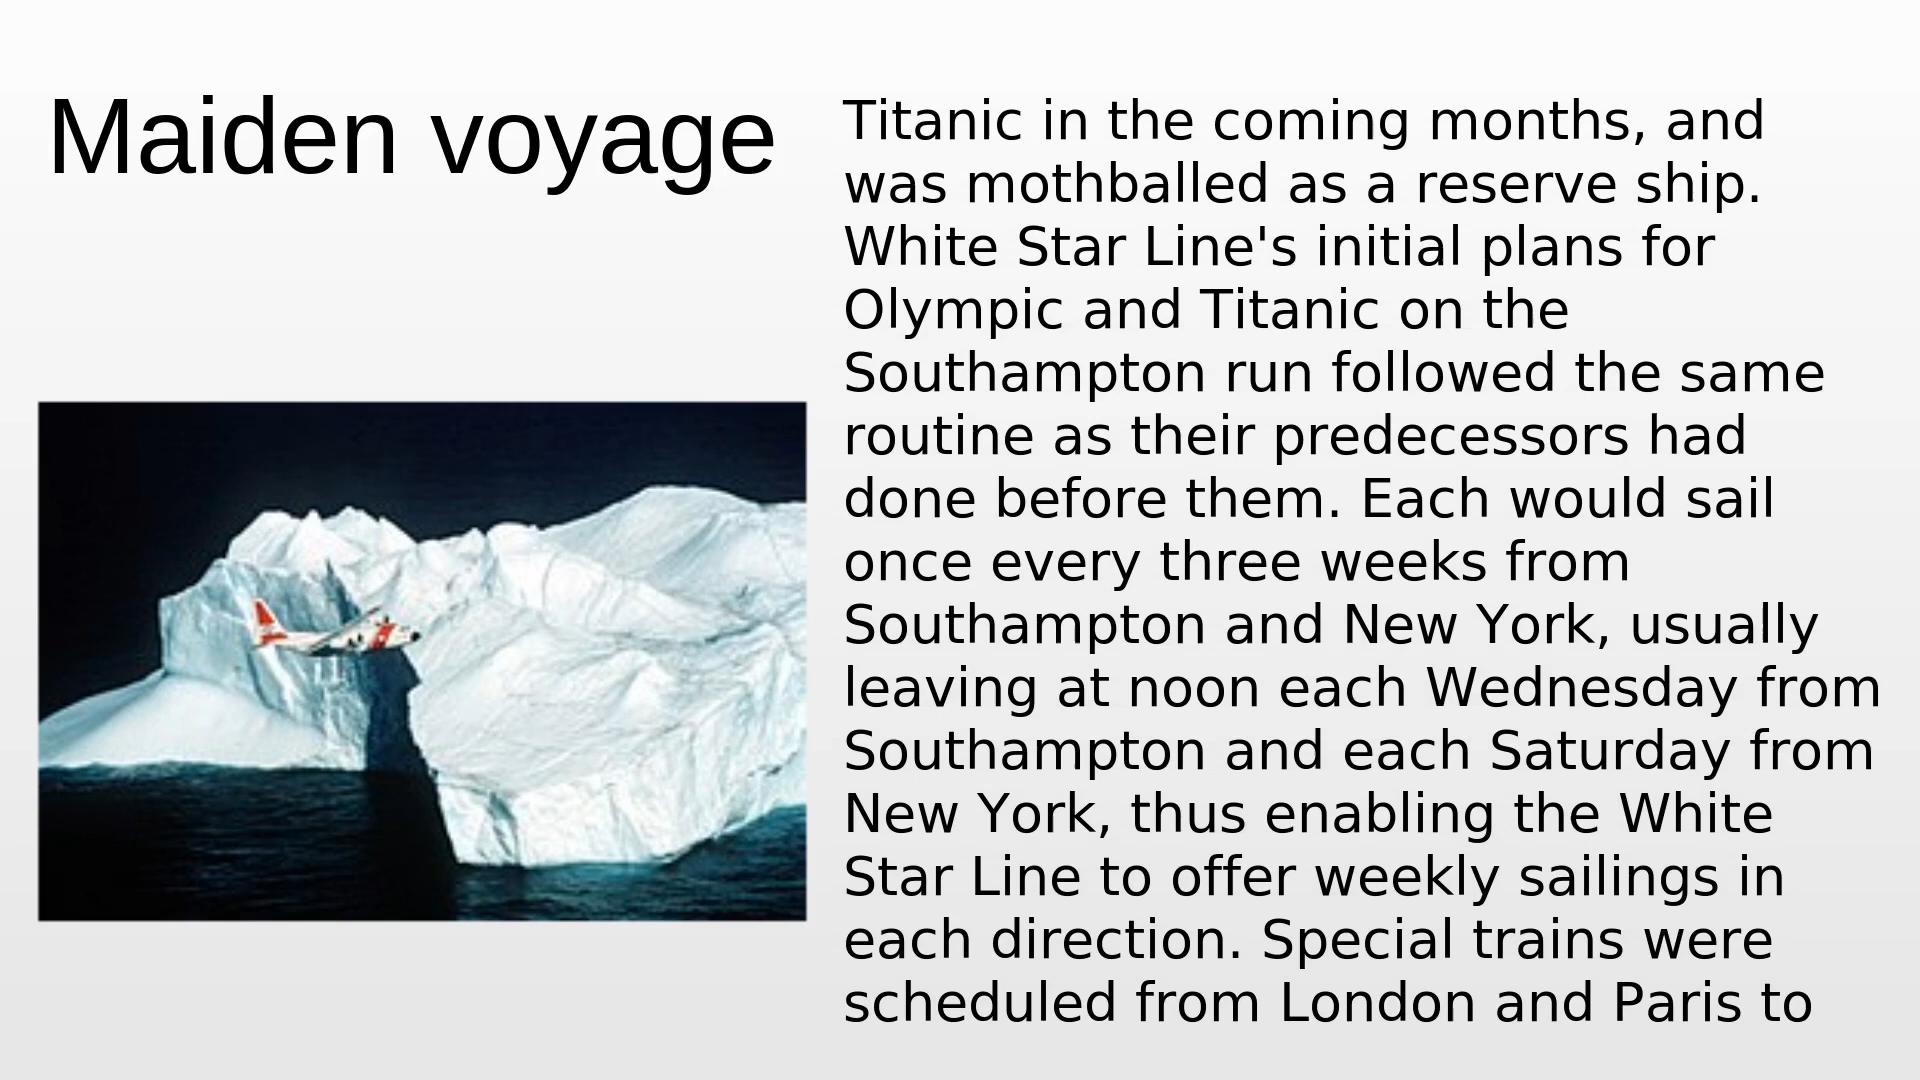 Maiden voyage
Titanic in the coming months, and
was mothballed as a reserve ship.
White Star Line's initial plans for
Olympic and Titanic on the
Southampton run followed the same
routine as their predecessors had
done before them. Each would sail
once every three weeks from
Southampton and New York, usually
leaving at noon each Wednesday from
Southampton and each Saturday from
New York, thus enabling the White
Star Line to offer weekly sailings in
each direction. Special trains were
scheduled from London and Paris to